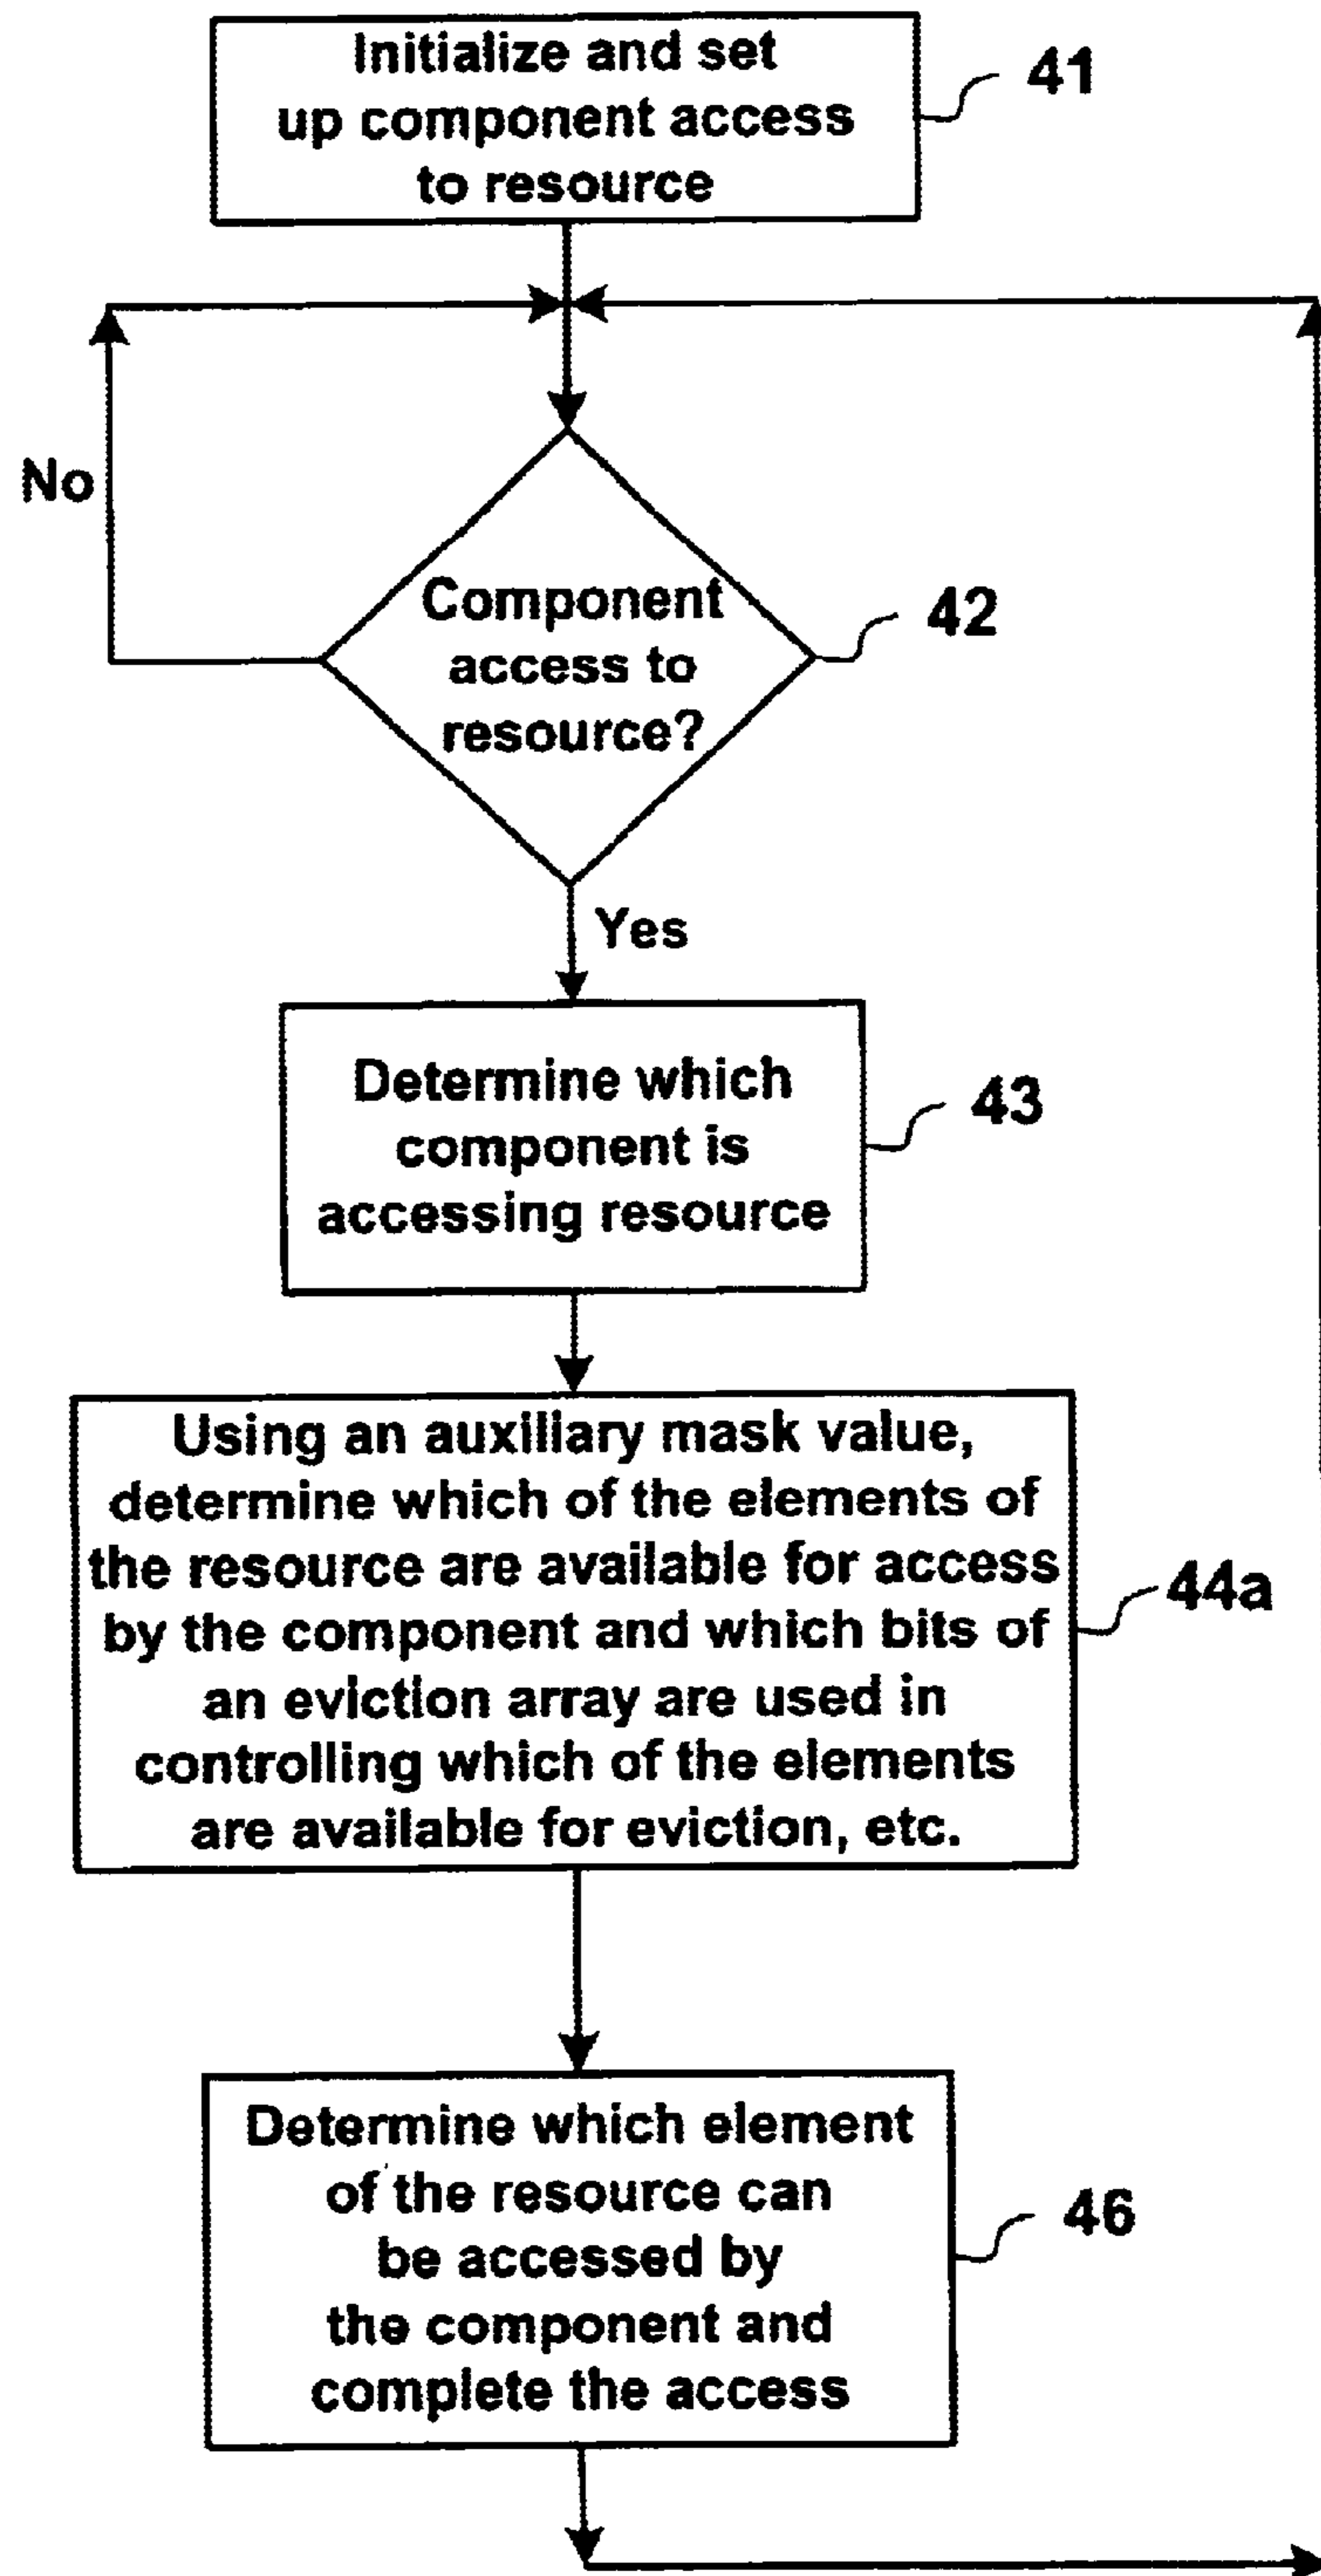 Initialize and set
up component access
to resource
41
No
Component
access to
resource?
42
Yes
Determine which
component is
accessing resource
43
Using an auxiliary mask value,
determine which of the elements of
the resource are available for access
by the component and which bits of
an eviction array are used in
controlling which of the elements
are available for eviction, etc.
44a
Determine which element
of the resource can
be accessed by
the component and
complete the access
46